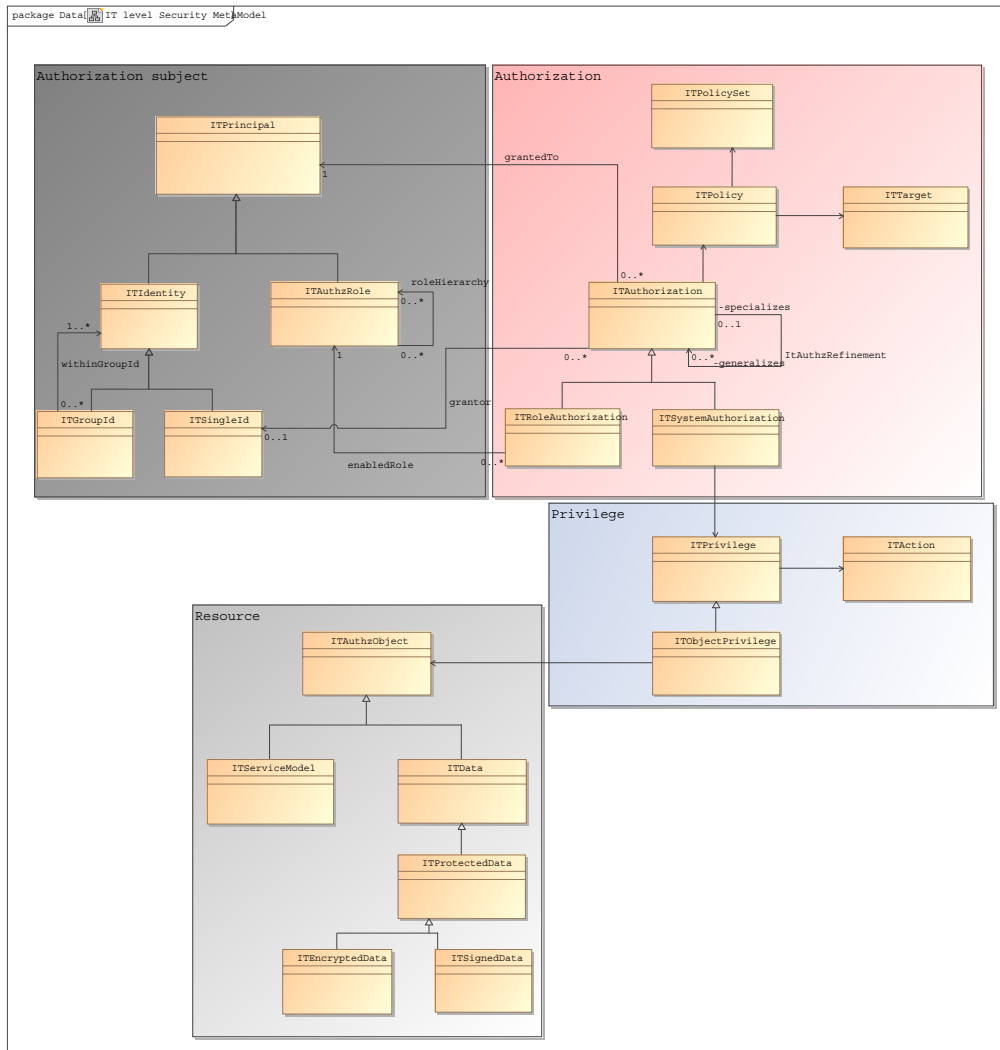 package Data[ IT level Security MetaModel
Authorization subject
Authorization
ITPolicySet
ITPrincipal
grantedTo
1
ITPolicy
ITTarget
0..*
ITIdentity
ITAuthzRole
roleHierarchy
0..*
ITAuthorization
-specializes
0..1
1..*
withinGroupId
1
0..*
0..*
0..*
-generalizes
ItAuthzRefinement
0..*
grantor
ITGroupId
ITSingleId
0..1
ITRoleAuthorization
ITSystemAuthorization
enabledRole
0..*
Privilege
ITPrivilege
ITAction
Resource
ITAuthzObject
ITObjectPrivilege
ITServiceModel
ITData
ITProtectedData
ITEncryptedData
ITSignedData